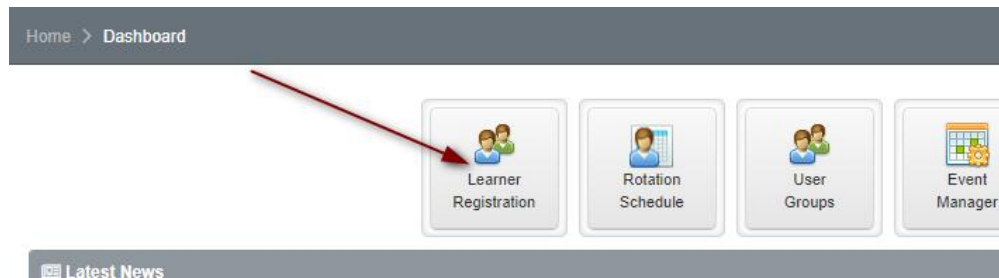 Home > Dashboard
Learner
Registration
Rotation
Schedule
User
Groups
Event
Manager
Latest News